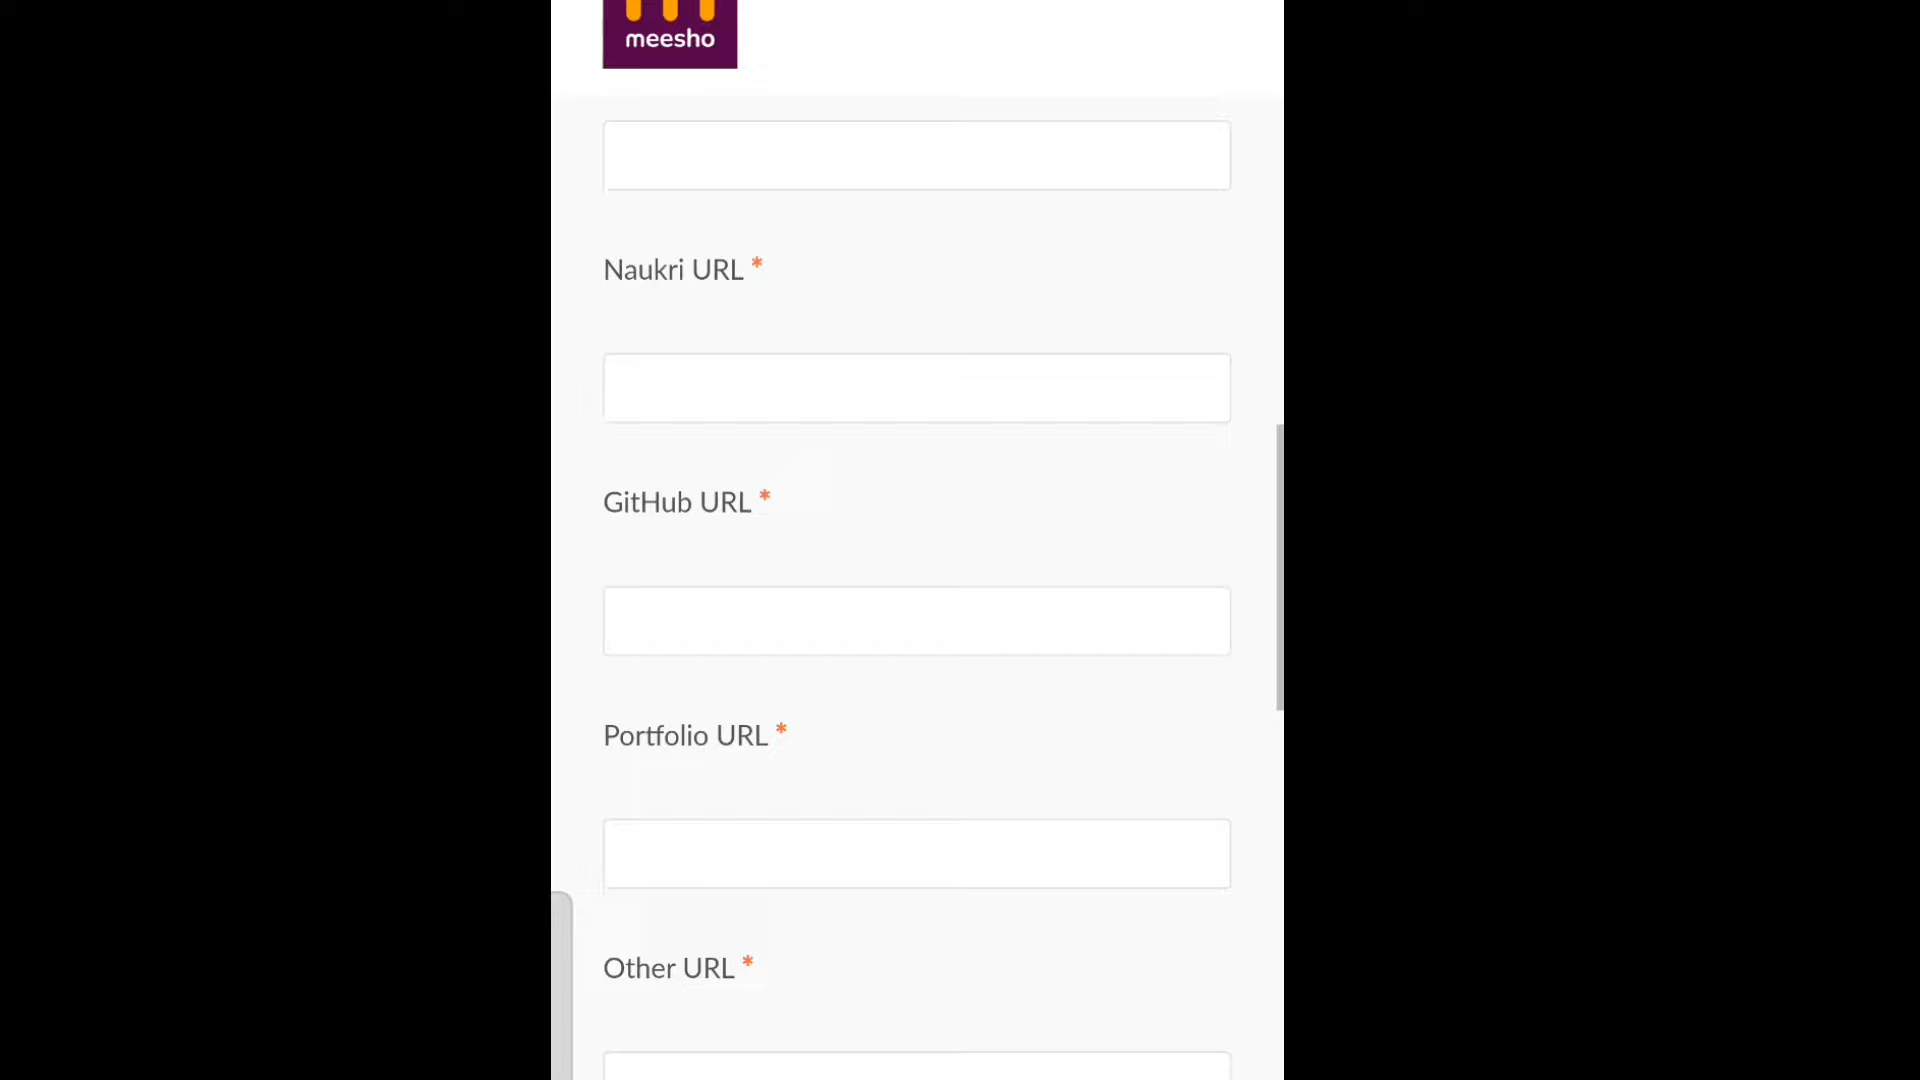 meesho
Naukri URL *
GitHub URL *
Portfolio URL *
Other URL *